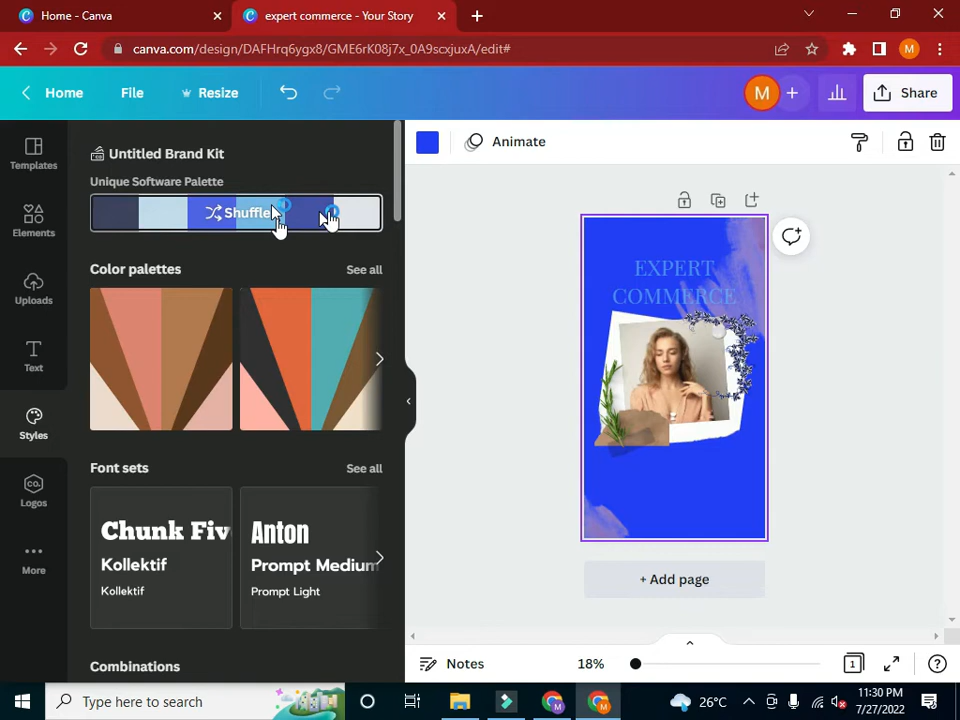 Home - Canva
expert commerce - Your Story
canva.com/design/DAFHrq6ygx8/GME6rK08j7x_0A9scxjuxA/edit#
M
Home
File
Resize
M
Share
Templates
Elements
Uploads
Text
Styles
CO.
Logos
More
Untitled Brand Kit
Unique Software Palette
Shuffle
Color palettes
See all
Font sets
See all
Chunk Fiv
Kollektif
Kollektif
Anton
Prompt Medium
Prompt Light
Combinations
Animate
EXPERT
COMMERCE
+ Add page
Notes
18%
1
Type here to search
26°C
11:30 PM
7/27/2022